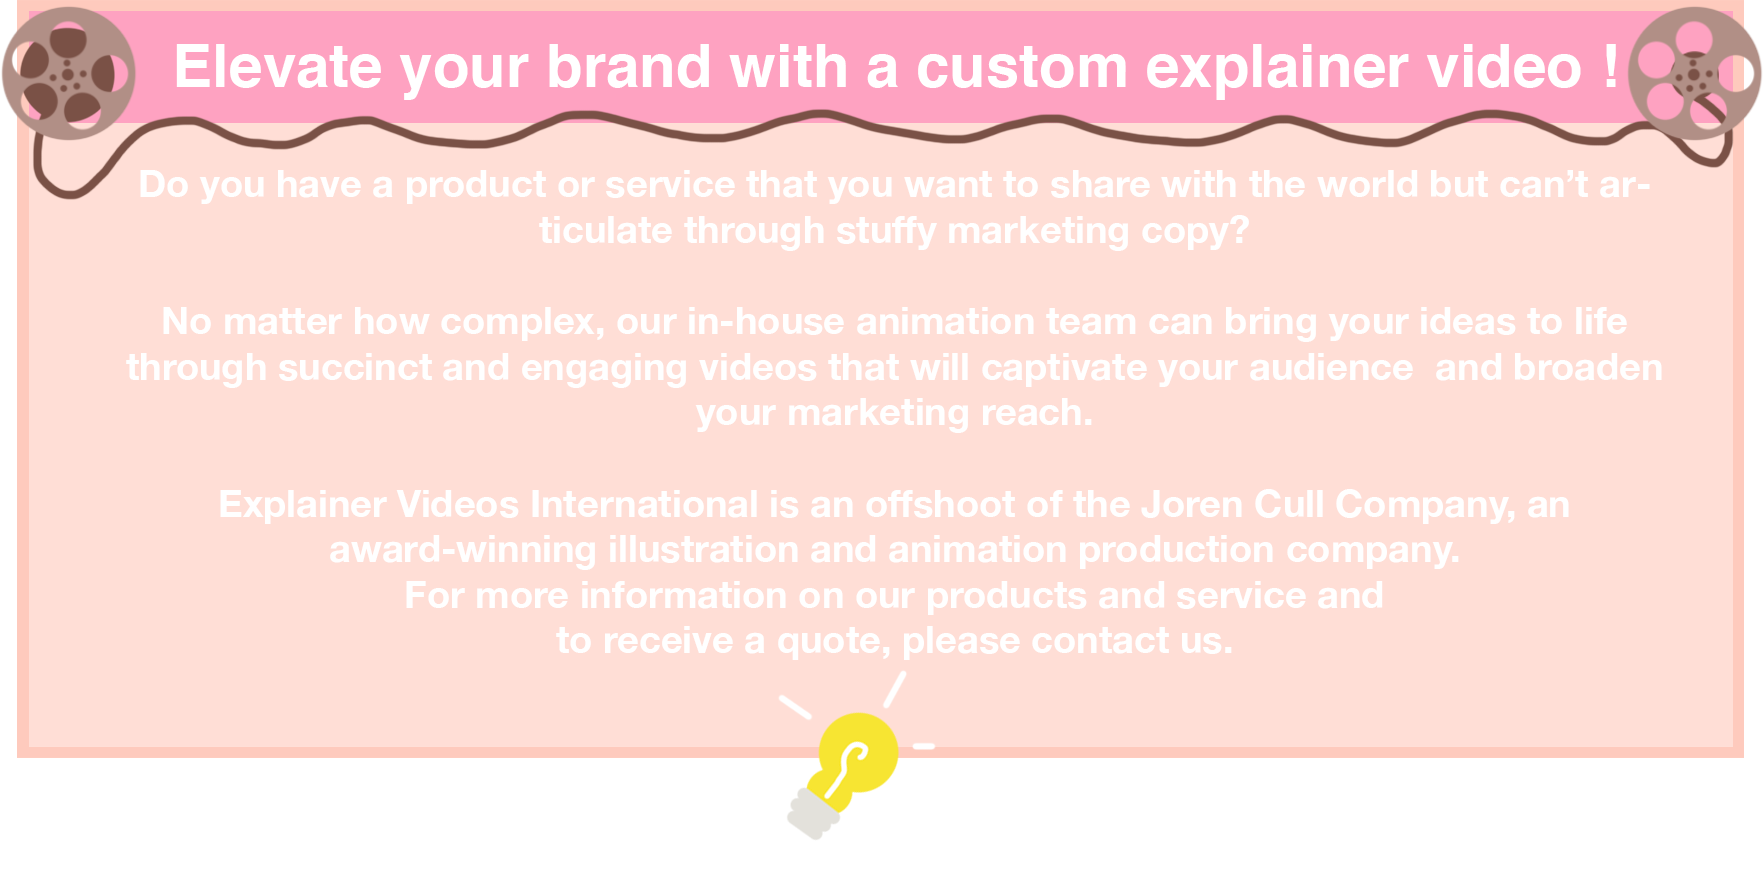 Elevate your brand with a custom explainer video !
Do you have a product or service that you want to share with the world but can’t ar-
ticulate through stuffy marketing copy?
No matter how complex, our in-house animation team can bring your ideas to life
through succinct and engaging videos that will captivate your audience  and broaden
your marketing reach.
Explainer Videos International is an offshoot of the Joren Cull Company, an
award-winning illustration and animation production company.
For more information on our products and service and
to receive a quote, please contact us.